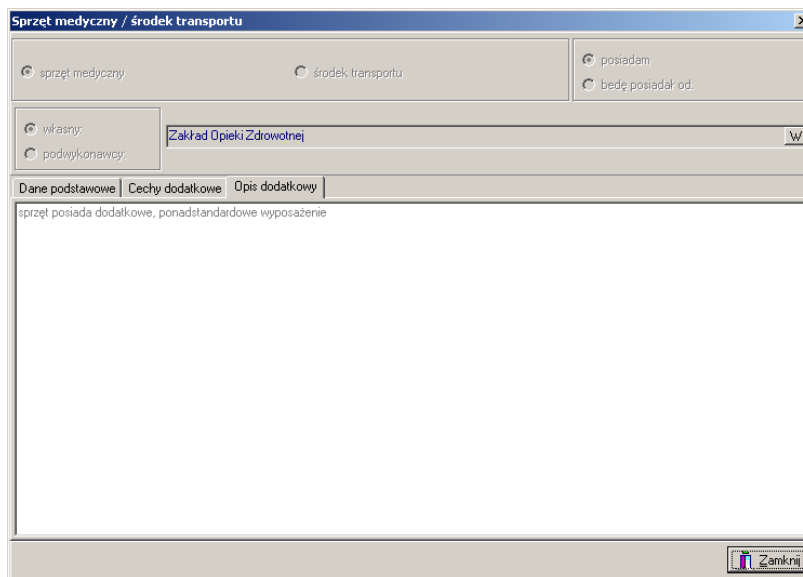 Sprzęt medyczny / środek transportu
sprzęt medyczny
środek transportu
posiadam
bedę posiadał od:
własny:
podwykonawcy:
Zakład Opieki Zdrowotnej
W
Dane podstawowe
Cechy dodatkowe
Opis dodatkowy
sprzęt posiada dodatkowe, ponadstandardowe wyposażenie
Zamknij